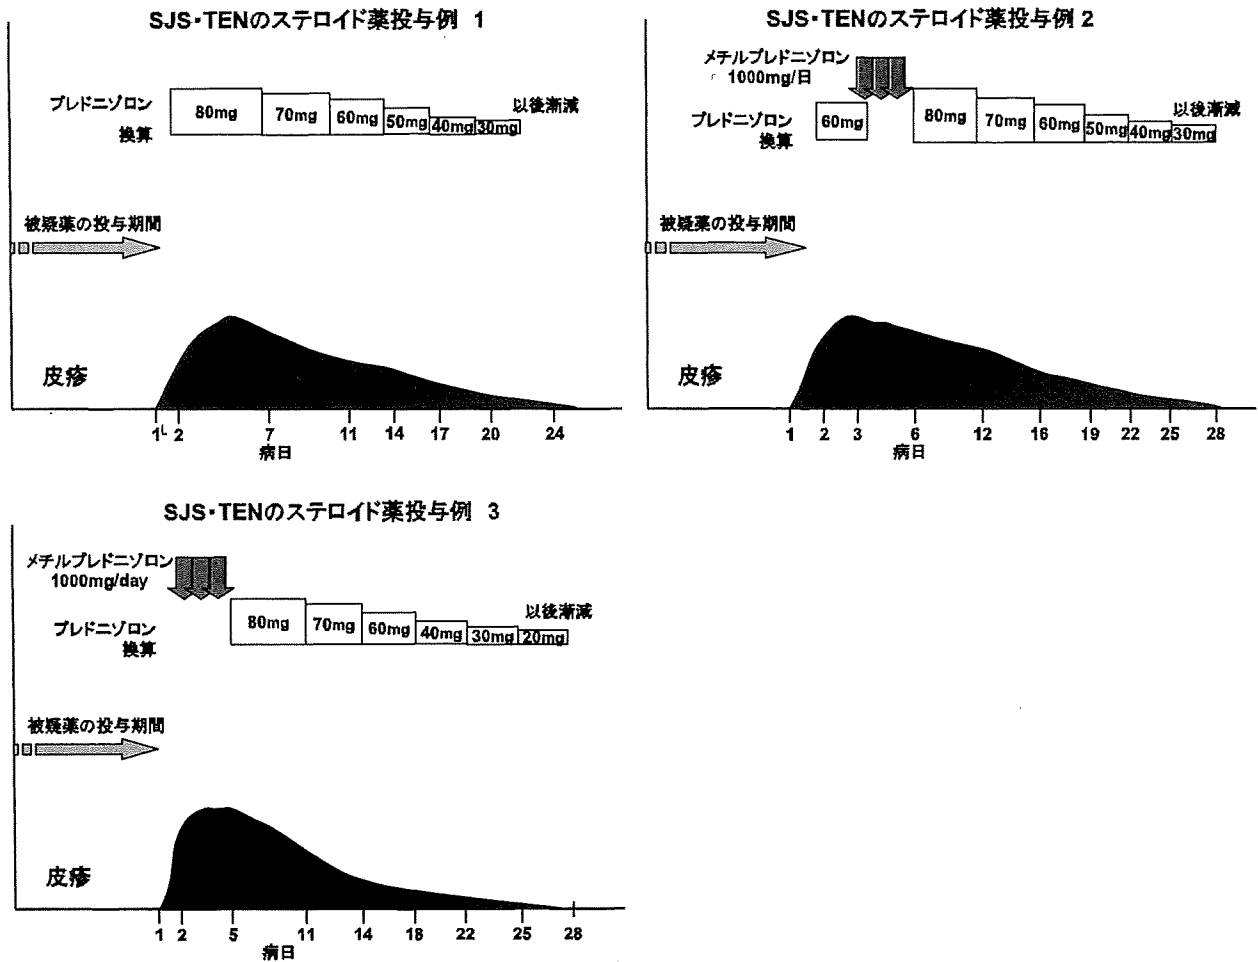 SJS・TENのステロイド薬投与例 1
プレドニゾロン
換算
80mg
70mg
60mg
50mg
40mg
30mg
以後漸減
被疑薬の投与期間
皮疹
1 2 7 11 14 17 20 24
病日
SJS・TENのステロイド薬投与例 2
メチルプレドニゾロン
1000mg/日
プレドニゾロン
換算
60mg
80mg
70mg
60mg
50mg
40mg
30mg
以後漸減
被疑薬の投与期間
皮疹
1 2 3 6 12 16 19 22 25 28
病日
SJS・TENのステロイド薬投与例 3
メチルプレドニゾロン
1000mg/day
プレドニゾロン
換算
80mg
70mg
60mg
40mg
30mg
20mg
以後漸減
被疑薬の投与期間
皮疹
1 2 5 11 14 18 22 25 28
病日